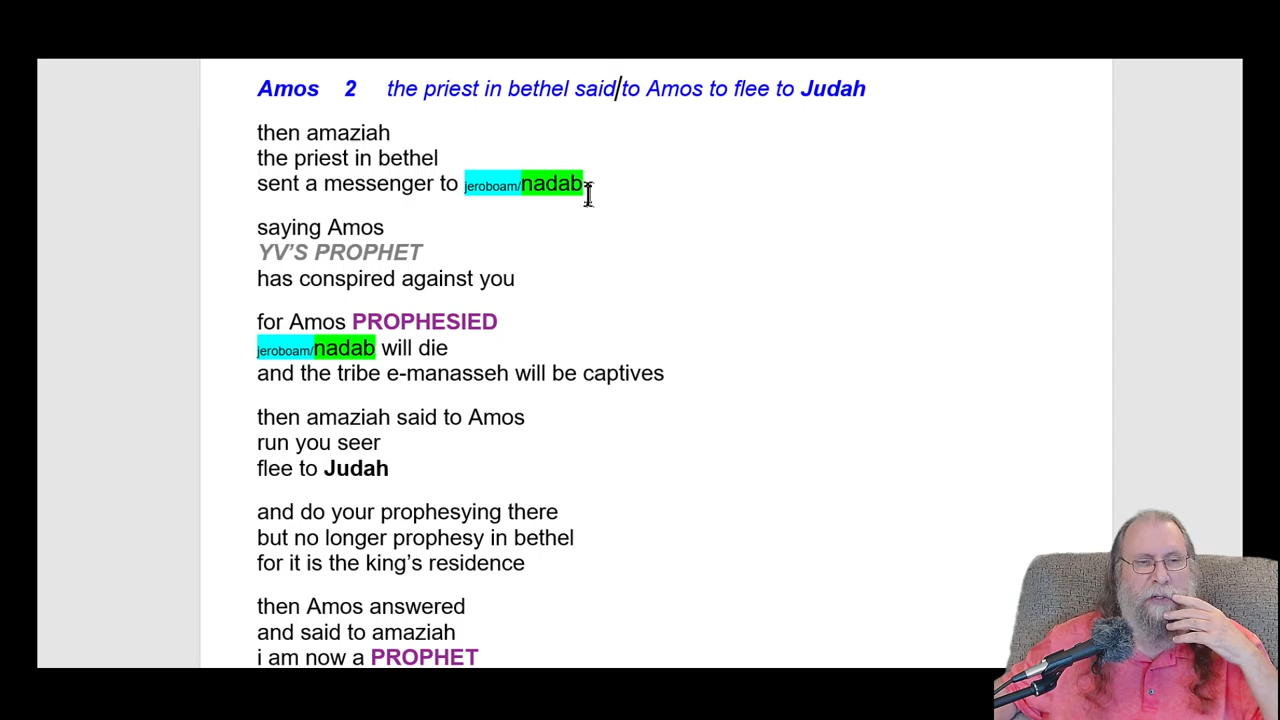 Amos 2 the priest in bethel said to Amos to flee to Judah
then amaziah
the priest in bethel
sent a messenger to jeroboam/nadab
saying Amos
YV'S PROPHET
has conspired against you
for Amos PROPHESIED
jeroboam/nadab will die
and the tribe e-manasseh will be captives
then amaziah said to Amos
run you seer
flee to Judah
and do your prophesying there
but no longer prophesy in bethel
for it is the king's residence
then Amos answered
and said to amaziah
i am now a PROPHET